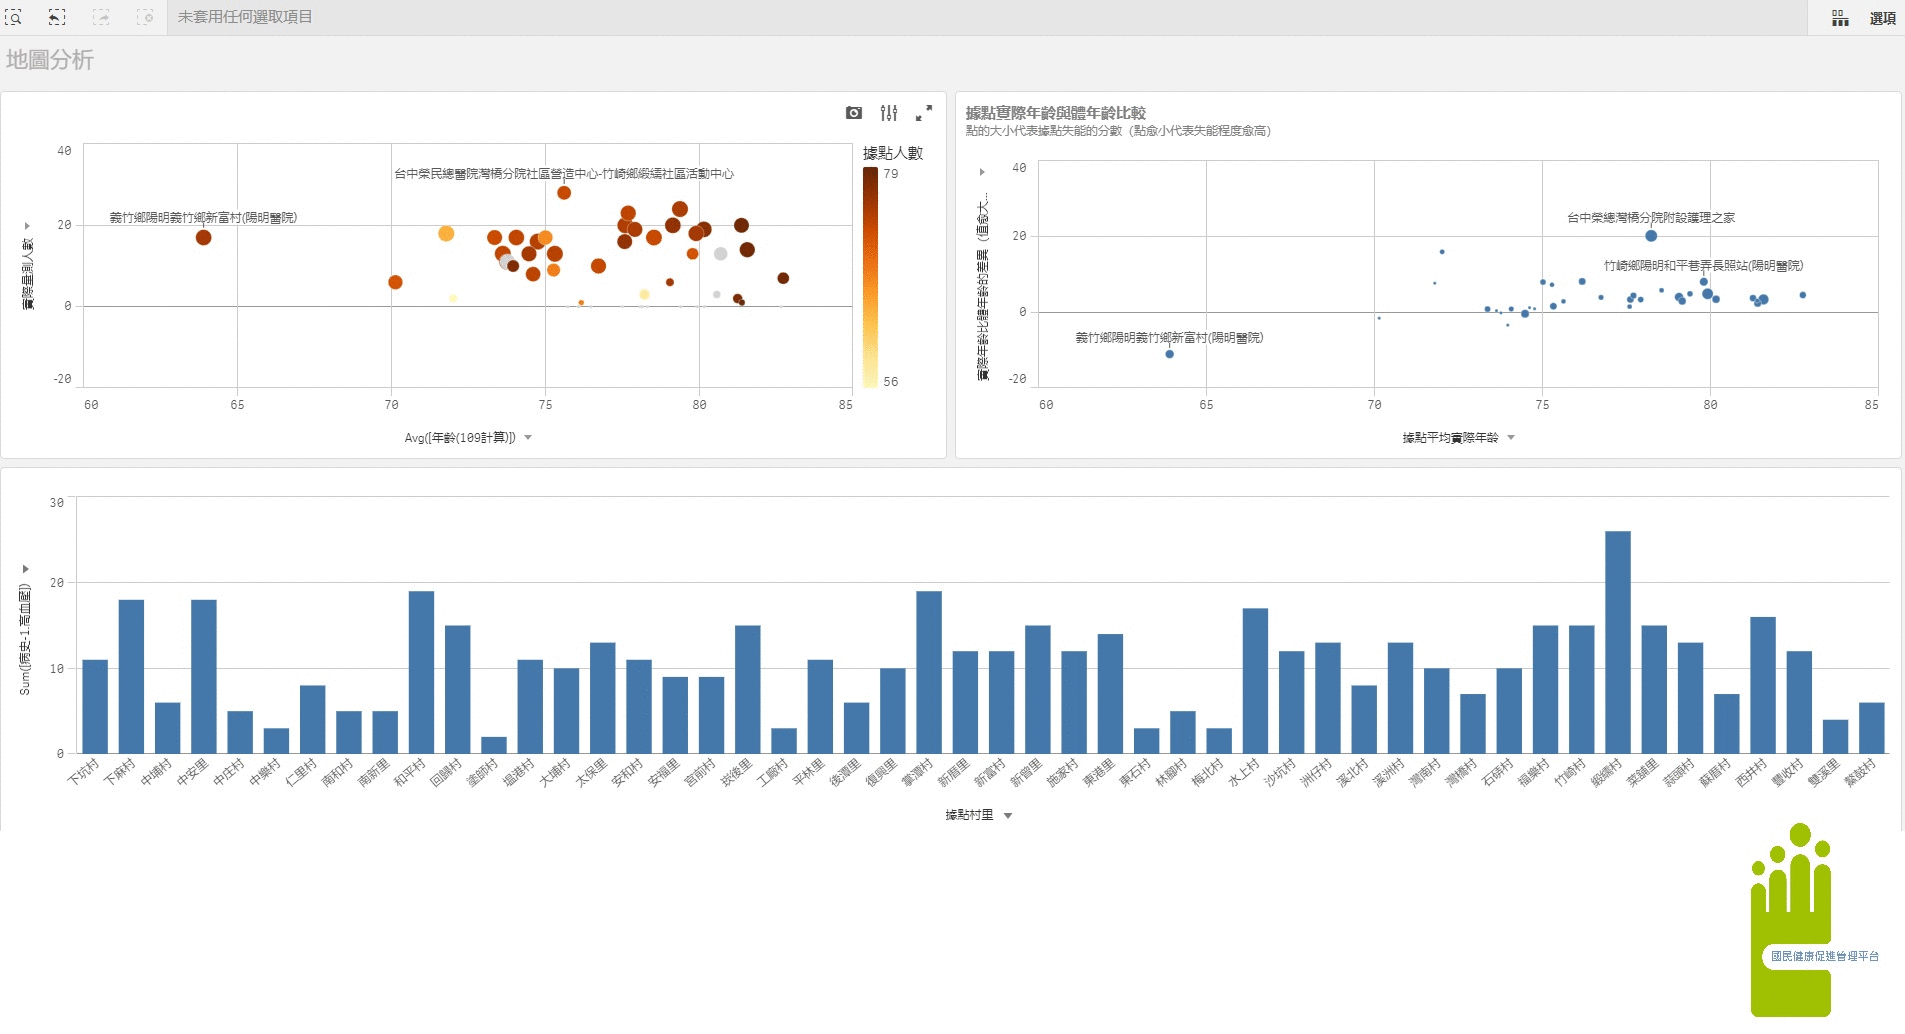 未套用任何選取項目
選項
地圖分析
據點人數
79
56
40
20
0
-20
60
65
70
75
80
85
實際量測人數
台中榮民總醫院灣橋分院社區營造中心-竹崎鄉緞繻社區活動中心
義竹鄉陽明義竹鄉新富村(陽明醫院)
Avg([年齡(109計算)])
據點實際年齡與體年齡比較
點的大小代表據點失能的分數 (點愈小代表失能程度愈高)
40
20
0
-20
60
65
70
75
80
85
實際年齡比體年齡的差異 (值愈大...
台中榮總灣橋分院附設護理之家
竹崎鄉陽明和平巷弄長照站(陽明醫院)
義竹鄉陽明義竹鄉新富村(陽明醫院)
據點平均實際年齡
30
20
10
0
Sum([病史-1.高血壓])
下坑村
下麻村
中埔村
中安里
中庄村
中樂村
仁里村
南和村
南新里
和平村
回歸村
塗師村
塭港村
大埔村
太保里
安和村
安福里
宮前村
崁後里
工廠村
平林里
後潭里
復興里
掌潭村
新厝里
新富村
新曾里
施家村
東港里
東石村
林腳村
梅北村
水上村
沙坑村
洲仔村
溪北村
溪洲村
灣南村
灣橋村
石硦村
福樂村
竹崎村
緞繻村
菜舖里
蒜頭村
蘇厝村
西井村
豐收村
雙溪里
鰲鼓村
據點村里
國民健康促進管理平台